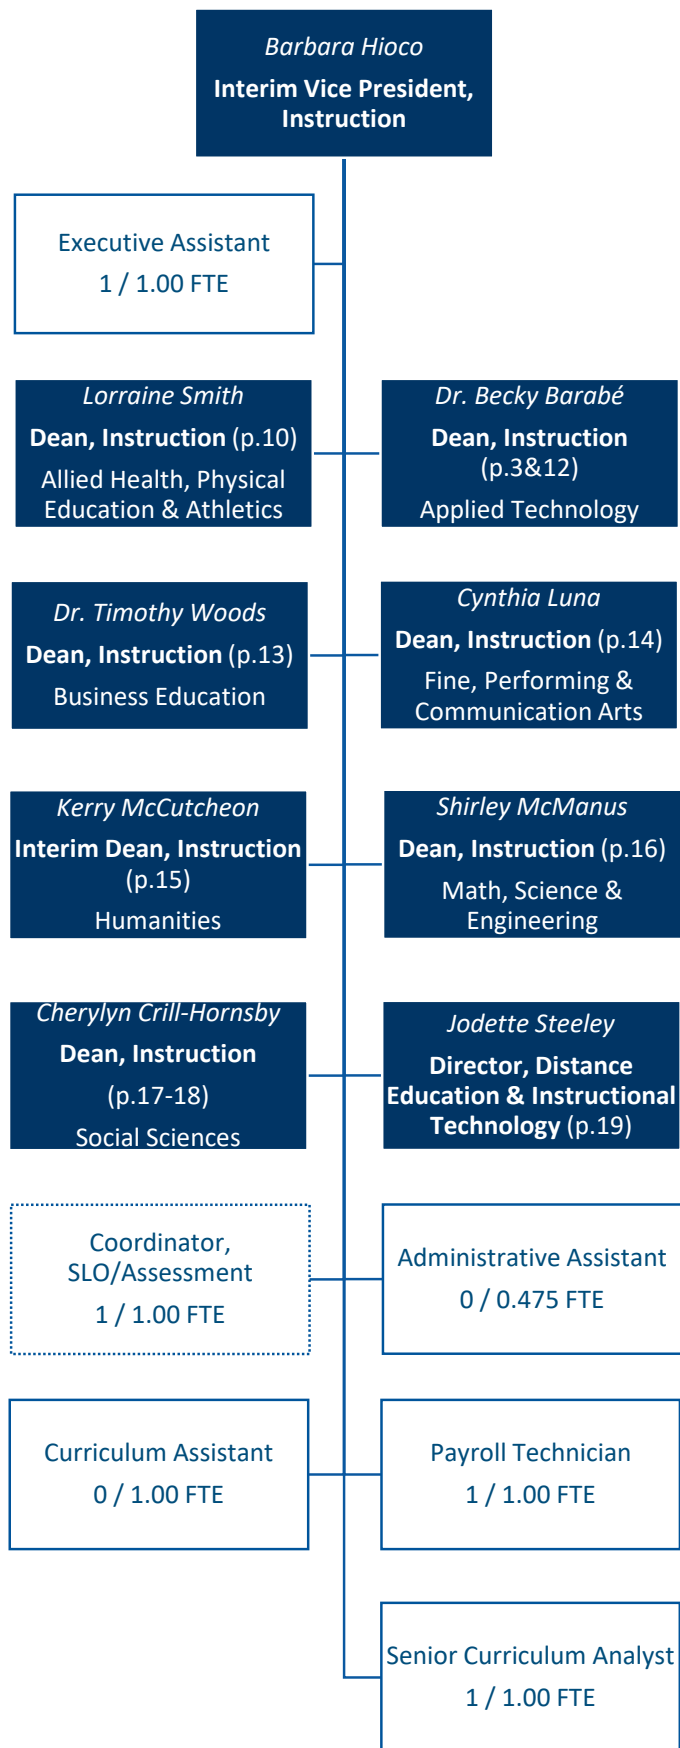 Barbara Hioco
Interim Vice President,
Instruction
Executive Assistant
1 / 1.00 FTE
Lorraine Smith
Dean, Instruction (p.10)
Allied Health, Physical
Education & Athletics
Dr. Becky Barabé
Dean, Instruction
(p.3&12)
Applied Technology
Dr. Timothy Woods
Dean, Instruction (p.13)
Business Education
Cynthia Luna
Dean, Instruction (p.14)
Fine, Performing &
Communication Arts
Kerry McCutcheon
Interim Dean, Instruction
(p.15)
Humanities
Shirley McManus
Dean, Instruction (p.16)
Math, Science &
Engineering
Cherylyn Crill-Hornsby
Dean, Instruction
(p.17-18)
Social Sciences
Jodette Steeley
Director, Distance
Education & Instructional
Technology (p.19)
Coordinator,
SLO/Assessment
1 / 1.00 FTE
Administrative Assistant
0 / 0.475 FTE
Curriculum Assistant
0 / 1.00 FTE
Payroll Technician
1 / 1.00 FTE
Senior Curriculum Analyst
1 / 1.00 FTE